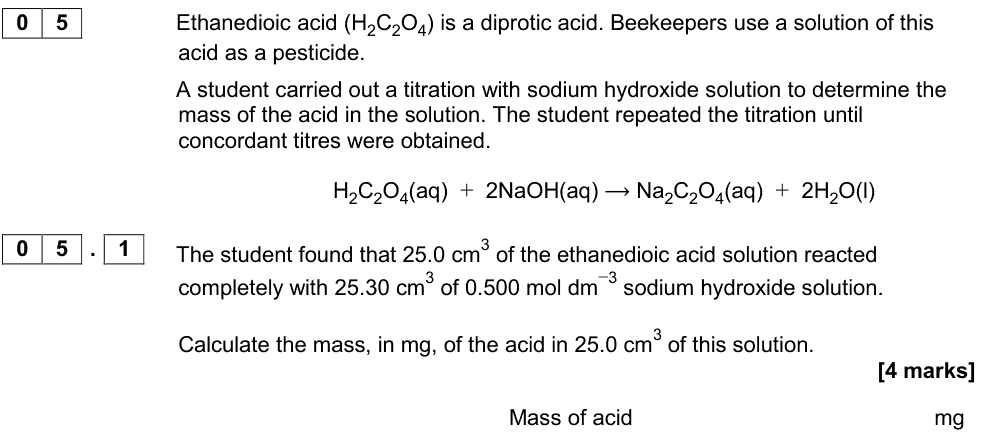 0 5 Ethanedioic acid (H₂C₂O₄) is a diprotic acid. Beekeepers use a solution of this
acid as a pesticide.
A student carried out a titration with sodium hydroxide solution to determine the
mass of the acid in the solution. The student repeated the titration until
concordant titres were obtained.
H₂C₂O₄(aq) + 2NaOH(aq) → Na₂C₂O₄(aq) + 2H₂O(l)
0 5 . 1 The student found that 25.0 cm³ of the ethanedioic acid solution reacted
completely with 25.30 cm³ of 0.500 mol dm⁻³ sodium hydroxide solution.
Calculate the mass, in mg, of the acid in 25.0 cm³ of this solution.
[4 marks]
Mass of acid mg